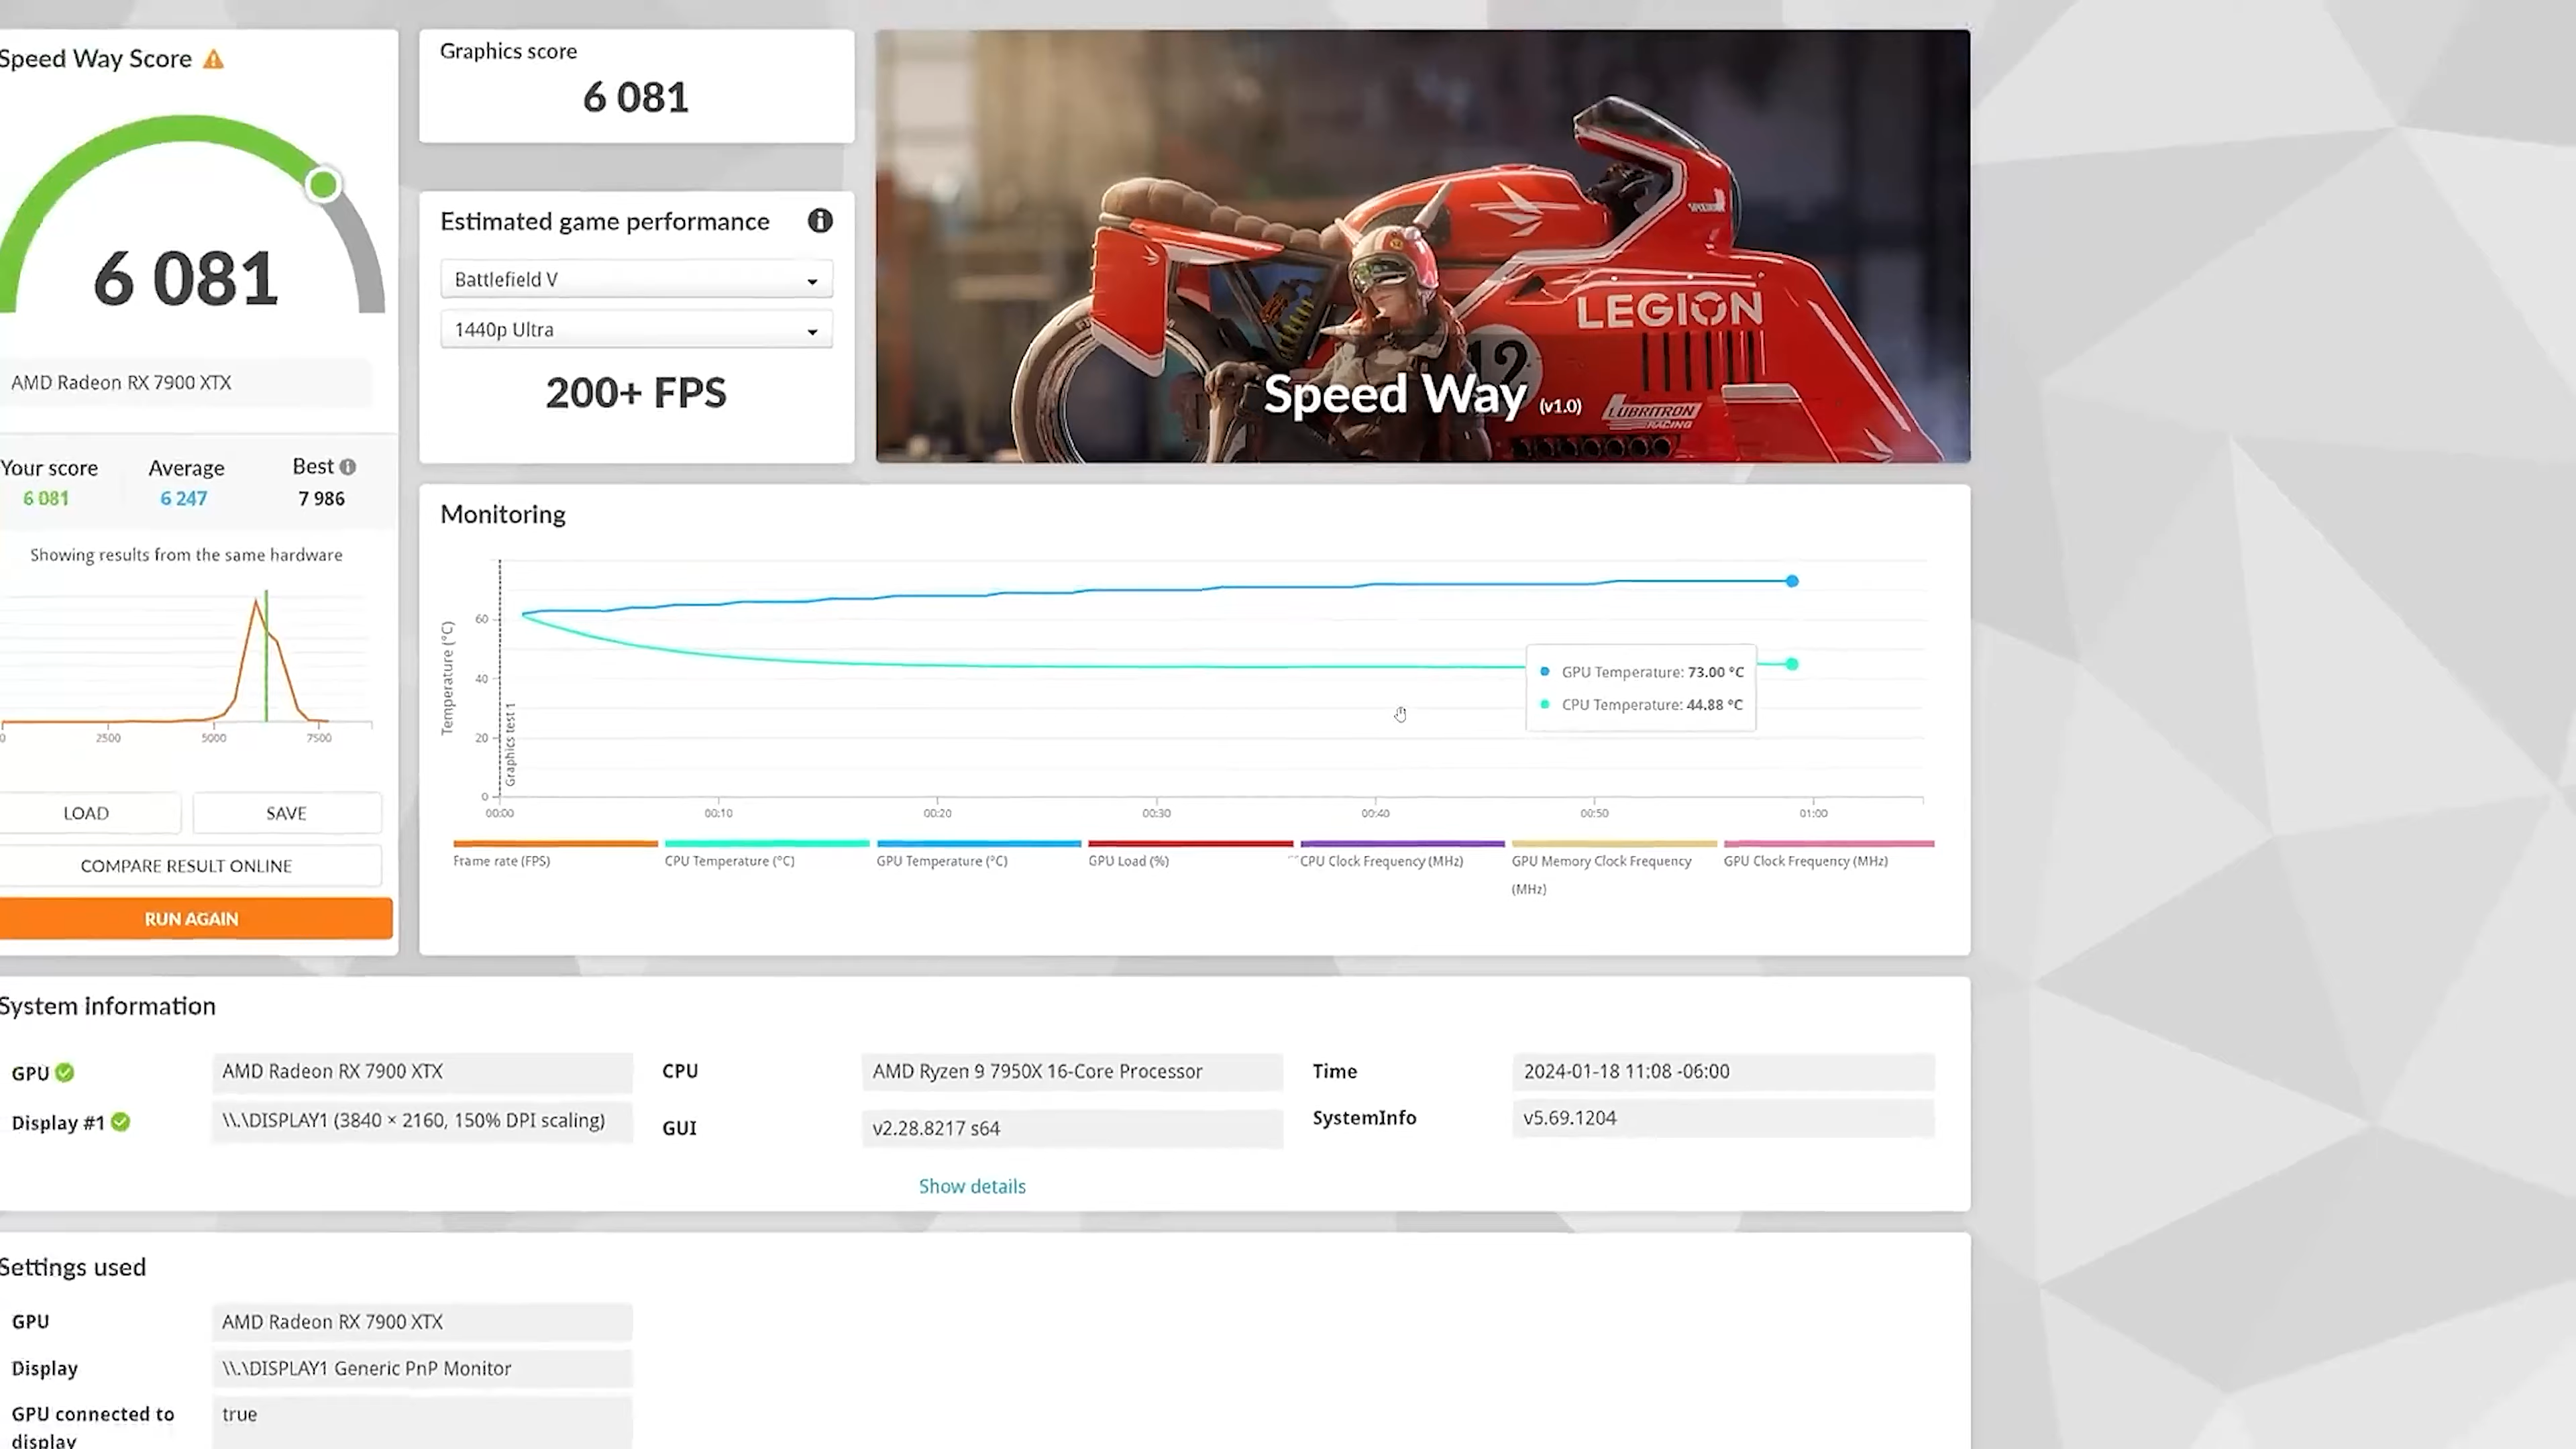 Speed Way Score
6 081
AMD Radeon RX 7900 XTX
Your score
6 081
Average
6 247
Best
7 986
Showing results from the same hardware
0
2500
5000
7500
LOAD
SAVE
COMPARE RESULT ONLINE
RUN AGAIN
Graphics score
6 081
Estimated game performance
Battlefield V
1440p Ultra
200+ FPS
LEGION
12
Speed Way (v1.0)
LUBRITRON
RACING
Monitoring
Temperature (°C)
60
40
20
0
Graphics test 1
GPU Temperature: 73.00 °C
CPU Temperature: 44.88 °C
00:00
00:10
00:20
00:30
00:40
00:50
01:00
Frame rate (FPS)
CPU Temperature (°C)
GPU Temperature (°C)
GPU Load (%)
CPU Clock Frequency (MHz)
GPU Memory Clock Frequency
(MHz)
GPU Clock Frequency (MHz)
System information
GPU
AMD Radeon RX 7900 XTX
CPU
AMD Ryzen 9 7950X 16-Core Processor
Time
2024-01-18 11:08 -06:00
Display #1
\\.\DISPLAY1 (3840 × 2160, 150% DPI scaling)
GUI
v2.28.8217 s64
SystemInfo
v5.69.1204
Show details
Settings used
GPU
AMD Radeon RX 7900 XTX
Display
\\.\DISPLAY1 Generic PnP Monitor
GPU connected to
display
true